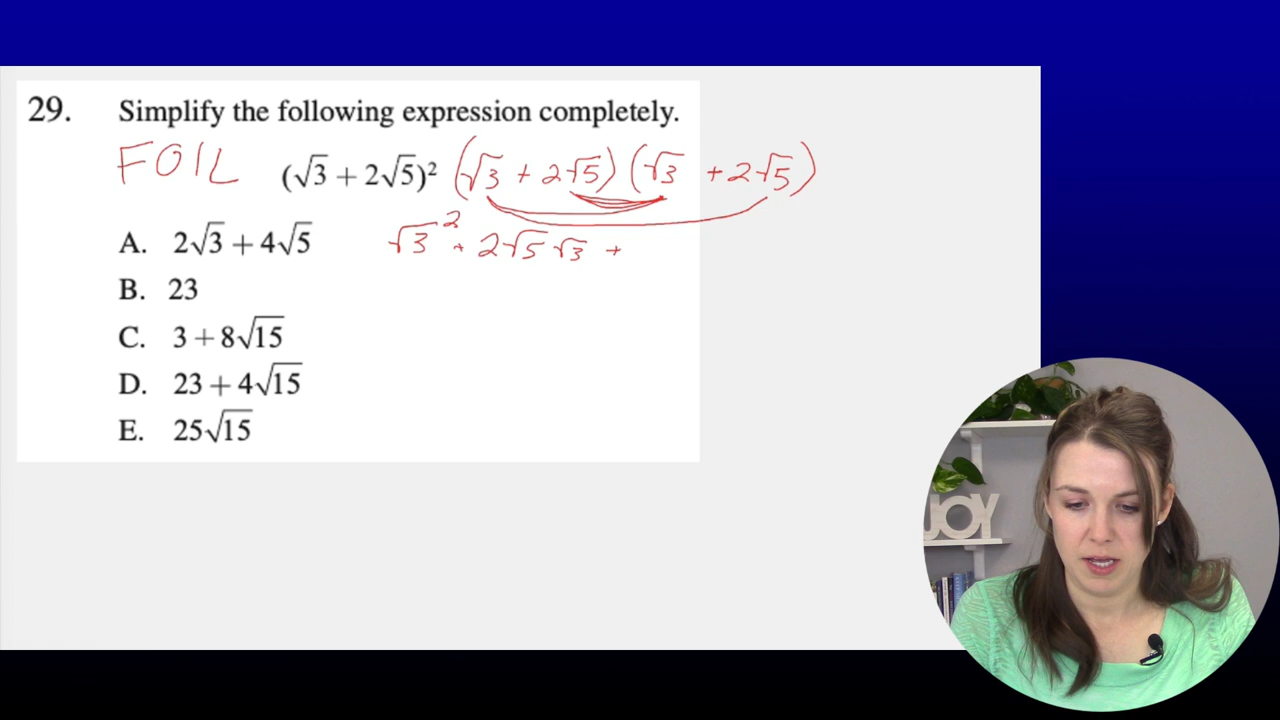 29. Simplify the following expression completely.
FOIL (√3 + 2√5)² (√3 + 2√5)(√3 + 2√5)
√3² + 2√5√3 +
A. 2√3 + 4√5
B. 23
C. 3 + 8√15
D. 23 + 4√15
E. 25√15
JOY